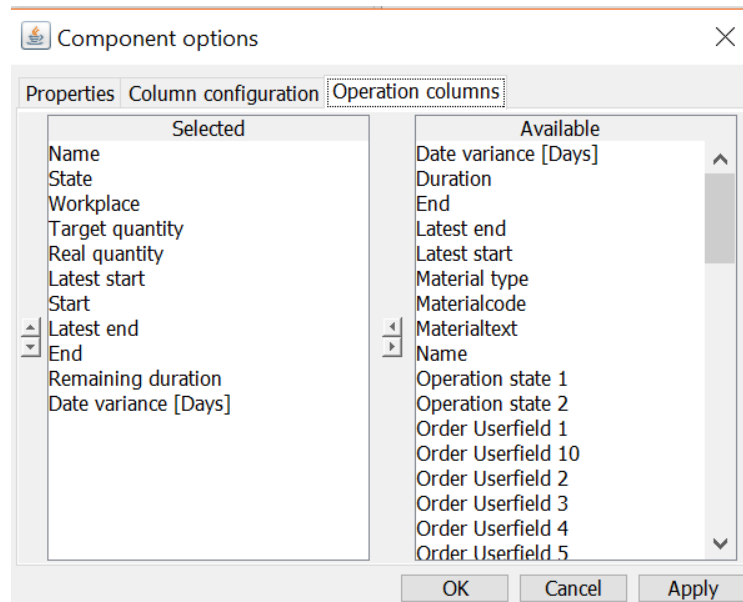 Component options
Properties Column configuration Operation columns
Selected
Name
State
Workplace
Target quantity
Real quantity
Latest start
Start
Latest end
End
Remaining duration
Date variance [Days]
Available
Date variance [Days]
Duration
End
Latest end
Latest start
Material type
Materialcode
Materialtext
Name
Operation state 1
Operation state 2
Order Userfield 1
Order Userfield 10
Order Userfield 2
Order Userfield 3
Order Userfield 4
Order Userfield 5
OK Cancel Apply